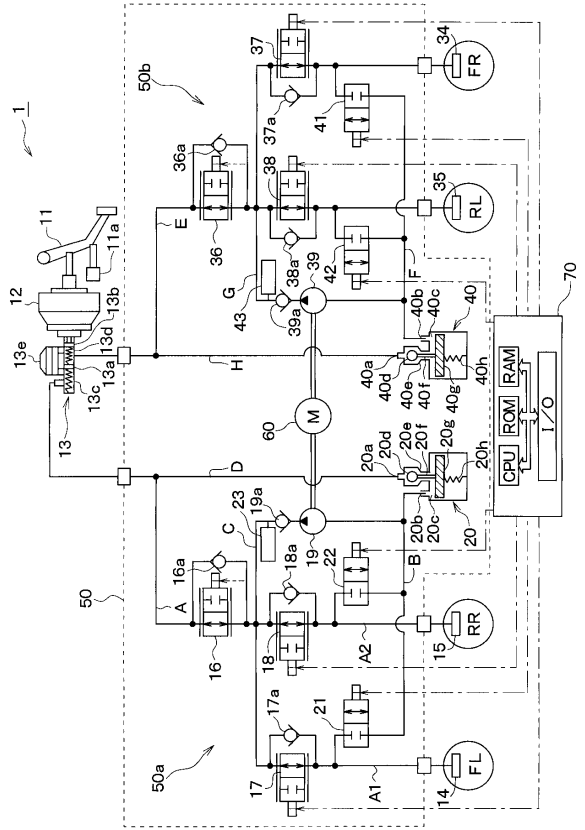 1
11
11a
12
13e
13b
13d
13a
13c
13
50
50a
50b
A
D
H
E
36a
36
37
37a
38
38a
41
42
34
FR
35
RL
G
43
39a
39
F
40b
40c
40a
40d
40e
40f
40g
40h
40
M
60
16a
16
C
23
19a
19
18a
18
22
B
20a
20d
20e
20f
20g
20h
20b
20c
20
17a
17
21
A1
A2
14
FL
15
RR
70
CPU
ROM
RAM
I/O